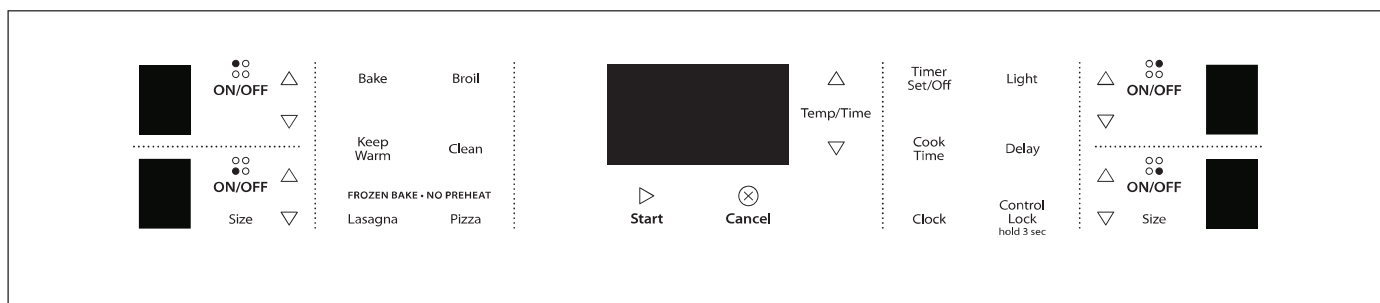 ON/OFF
ON/OFF
Size
Bake
Broil
Keep
Warm
Clean
FROZEN BAKE • NO PREHEAT
Lasagna
Pizza
Start
Cancel
Temp/Time
Timer
Set/Off
Light
Cook
Time
Delay
Clock
Control
Lock
hold 3 sec
ON/OFF
ON/OFF
Size